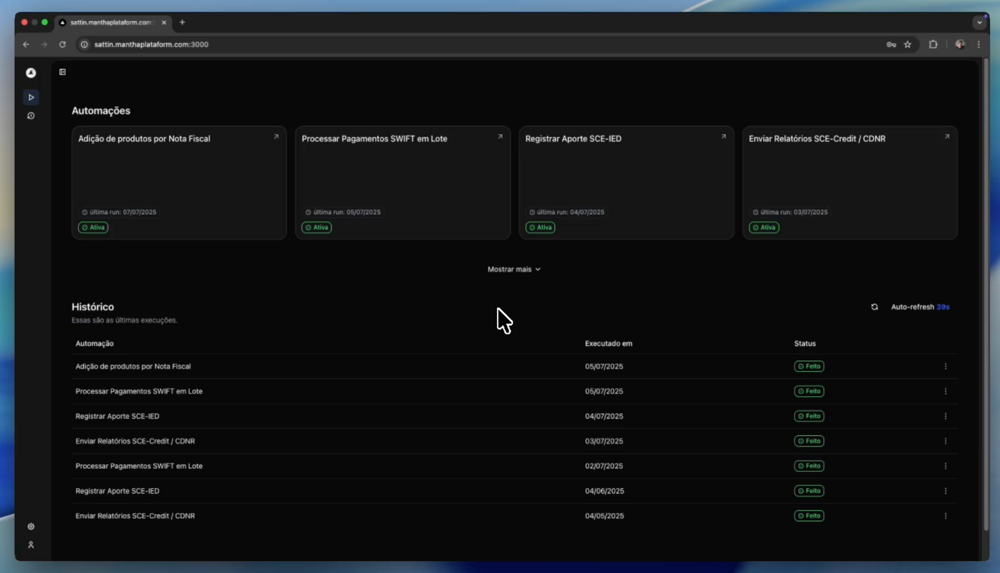 sattin.manthaplataform.com:
sattin.manthaplataform.com:3000
Automações
Adição de produtos por Nota Fiscal
última run: 07/07/2025
Ativa
Processar Pagamentos SWIFT em Lote
última run: 05/07/2025
Ativa
Registrar Aporte SCE-IED
última run: 04/07/2025
Ativa
Enviar Relatórios SCE-Credit / CDNR
última run: 03/07/2025
Ativa
Mostrar mais
Histórico
Auto-refresh 39s
Essas são as últimas execuções.
Automação Executado em Status
Adição de produtos por Nota Fiscal 05/07/2025 Feito
Processar Pagamentos SWIFT em Lote 05/07/2025 Feito
Registrar Aporte SCE-IED 04/07/2025 Feito
Enviar Relatórios SCE-Credit / CDNR 03/07/2025 Feito
Processar Pagamentos SWIFT em Lote 02/07/2025 Feito
Registrar Aporte SCE-IED 04/06/2025 Feito
Enviar Relatórios SCE-Credit / CDNR 04/05/2025 Feito